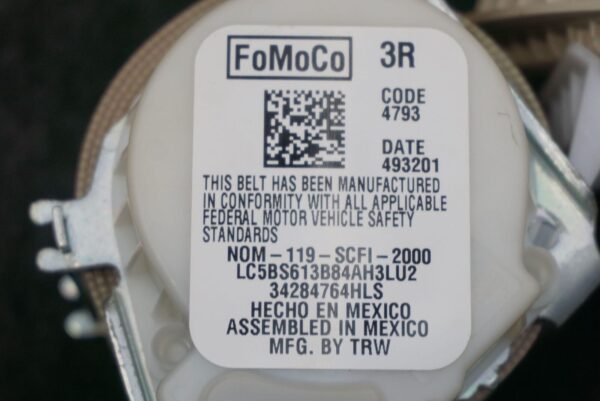 FoMoCo 3R
CODE
4793
DATE
493201
THIS BELT HAS BEEN MANUFACTURED
IN CONFORMITY WITH ALL APPLICABLE
FEDERAL MOTOR VEHICLE SAFETY
STANDARDS
NOM-119-SCFI-2000
LC5BS613B84AH3LU2
34284764HLS
HECHO EN MEXICO
ASSEMBLED IN MEXICO
MFG. BY TRW